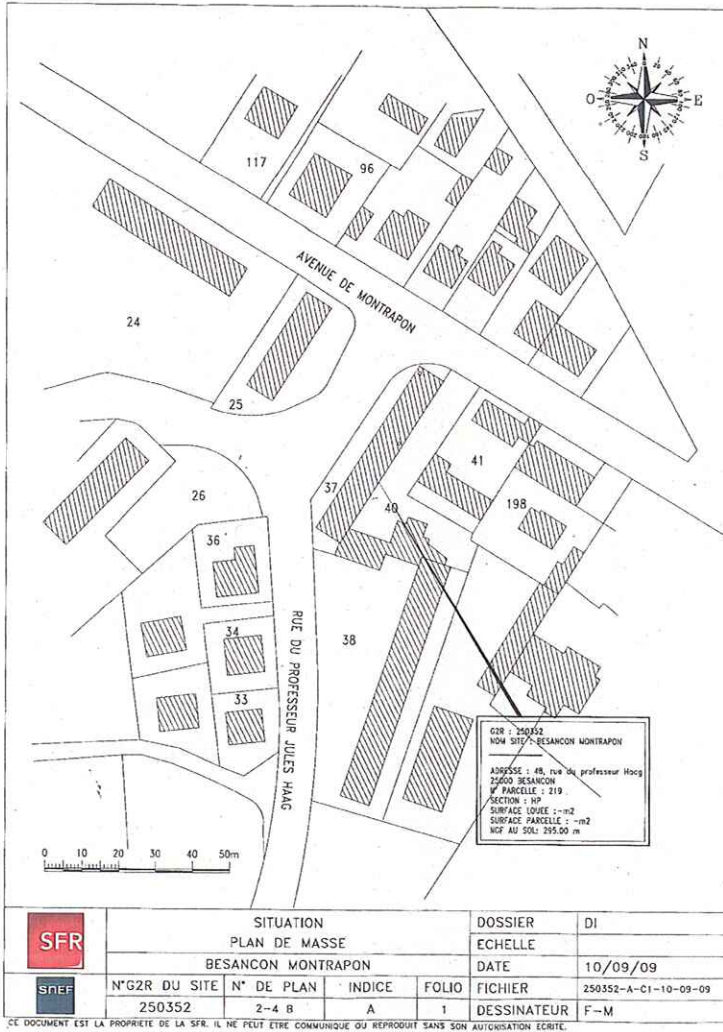 N
O
E
S
117
96
AVENUE DE MONTRAPON
24
25
37
41
26
40
198
36
34
38
33
RUE DU PROFESSEUR JULES HAAG
G2R : 250352
NOM SITE : BESANCON MONTRAPON
ADRESSE : 48, rue du professeur Haag
25000 BESANCON
N° PARCELLE : 219
SECTION : HP
SURFACE LOUEE :-m2
SURFACE PARCELLE : -m2
NGF AU SOL: 295.00 m
0 10 20 30 40 50m
SFR
SNEF
SITUATION
PLAN DE MASSE
BESANCON MONTRAPON
N°G2R DU SITE N° DE PLAN INDICE FOLIO
250352 2-4 B A 1
DOSSIER DI
ECHELLE
DATE 10/09/09
FICHIER 250352-A-C1-10-09-09
DESSINATEUR F-M
CE DOCUMENT EST LA PROPRIETE DE LA SFR. IL NE PEUT ETRE COMMUNIQUE OU REPRODUIT SANS SON AUTORISATION ECRITE.